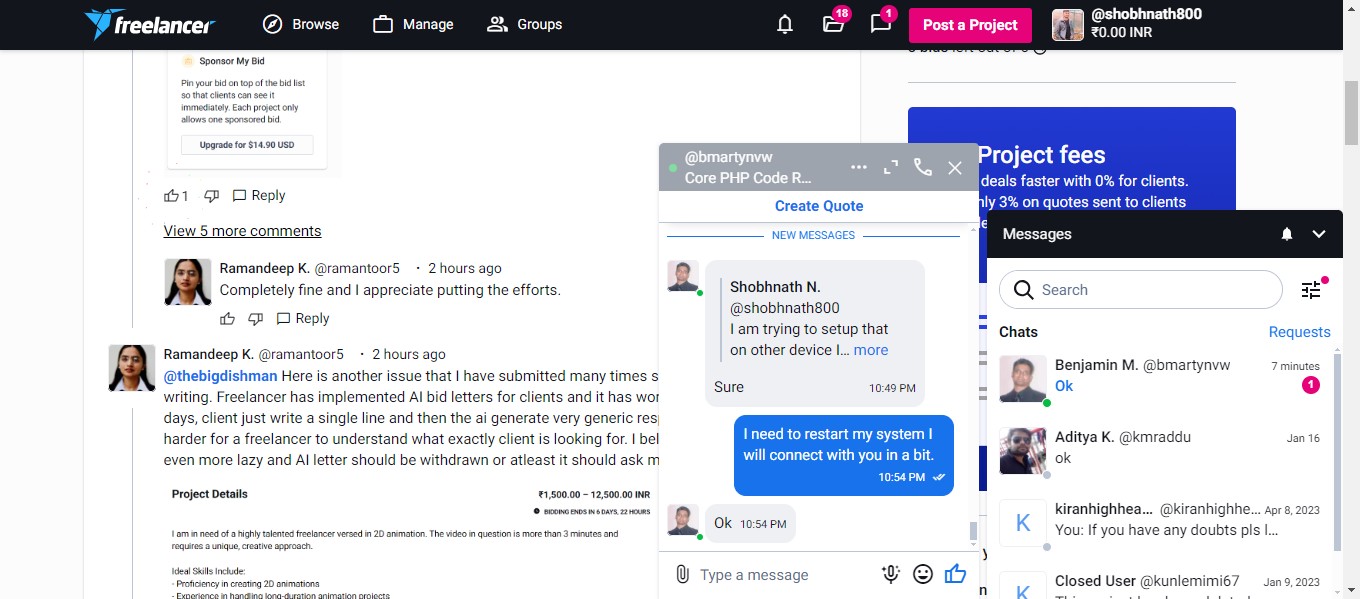 freelancer
Browse
Manage
Groups
18
1
Post a Project
@shobhnath800
₹0.00 INR
Sponsor My Bid
Pin your bid on top of the bid list
so that clients can see it
immediately. Each project only
allows one sponsored bid.
Upgrade for $14.90 USD
1
Reply
View 5 more comments
Ramandeep K. @ramantoor5 · 2 hours ago
Completely fine and I appreciate putting the efforts.
Reply
Ramandeep K. @ramantoor5 · 2 hours ago
@thebigdishman Here is another issue that I have submitted many times s
writing. Freelancer has implemented AI bid letters for clients and it has wor
days, client just write a single line and then the ai generate very generic resp
harder for a freelancer to understand what exactly client is looking for. I bel
even more lazy and AI letter should be withdrawn or atleast it should ask m
Project Details
₹1,500.00 – 12,500.00 INR
BIDDING ENDS IN 6 DAYS, 22 HOURS
I am in need of a highly talented freelancer versed in 2D animation. The video in question is more than 3 minutes and
requires a unique, creative approach.
Ideal Skills Include:
- Proficiency in creating 2D animations
- Experience in handling long-duration animation projects
Project fees
deals faster with 0% for clients.
nly 3% on quotes sent to clients
@bmartynvw
Core PHP Code R...
Create Quote
NEW MESSAGES
Shobhnath N.
@shobhnath800
I am trying to setup that
on other device I... more
Sure
10:49 PM
I need to restart my system I
will connect with you in a bit.
10:54 PM
Ok 10:54 PM
Type a message
Messages
Search
Chats
Requests
Benjamin M. @bmartynvw
7 minutes
Ok
1
Aditya K. @kmraddu
Jan 16
ok
K
kiranhighhea... @kiranhighhe...
Apr 8, 2023
You: If you have any doubts pls l...
K
Closed User @kunlemimi67
Jan 9, 2023